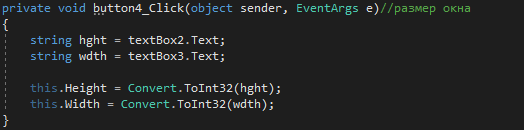 private void button4_Click(object sender, EventArgs e)//размер окна
{
string hght = textBox2.Text;
string wdth = textBox3.Text;
this.Height = Convert.ToInt32(hght);
this.Width = Convert.ToInt32(wdth);
}